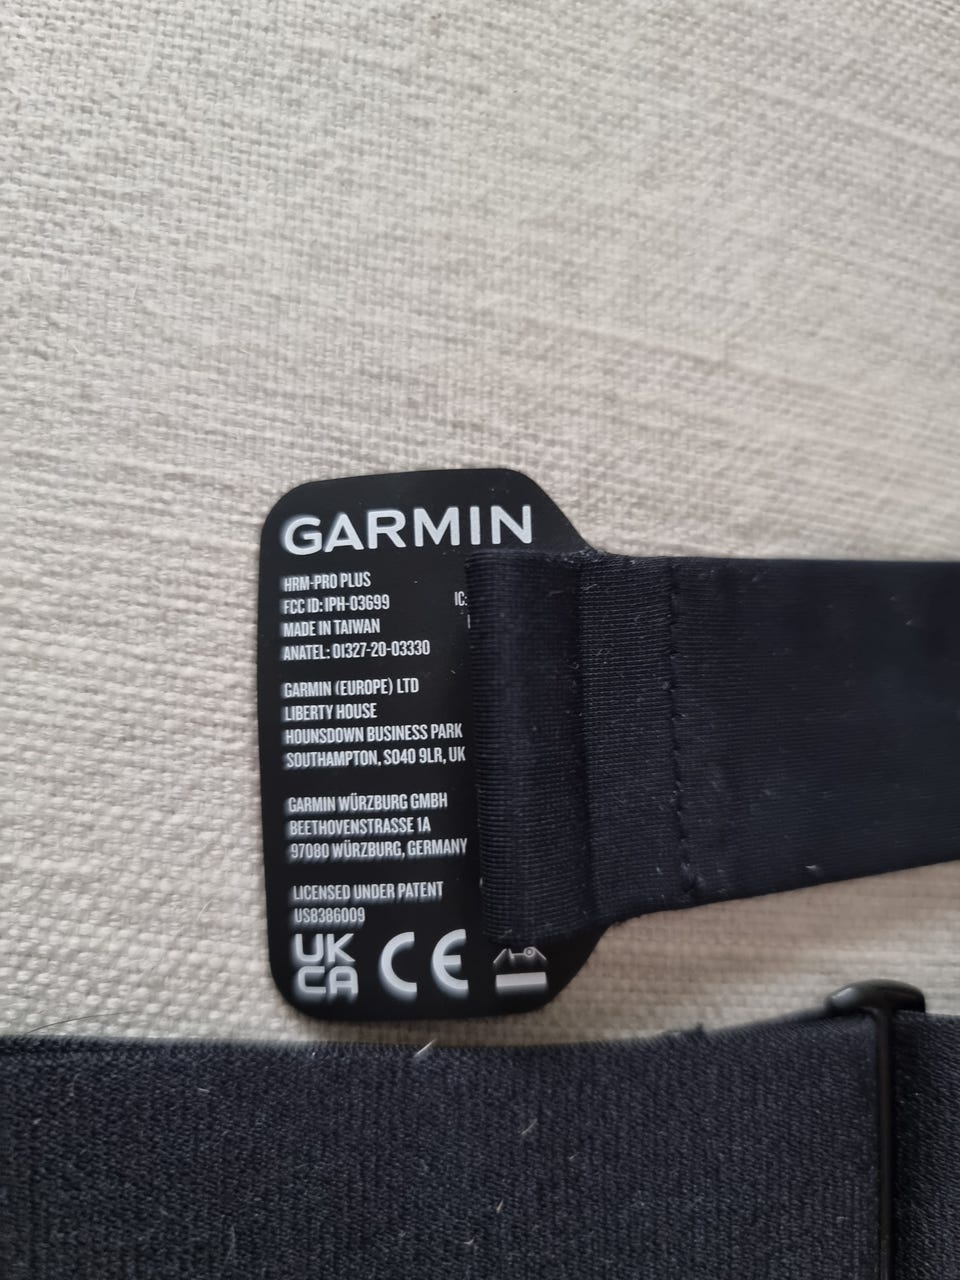 GARMIN
HRM-PRO PLUS
FCC ID: IPH-03699 IC:
MADE IN TAIWAN
ANATEL: 01327-20-03330
GARMIN (EUROPE) LTD
LIBERTY HOUSE
HOUNSDOWN BUSINESS PARK
SOUTHAMPTON, SO40 9LR, UK
GARMIN WÜRZBURG GMBH
BEETHOVENSTRASSE 1A
97080 WÜRZBURG, GERMANY
LICENSED UNDER PATENT
US8386009
UK
CA CE